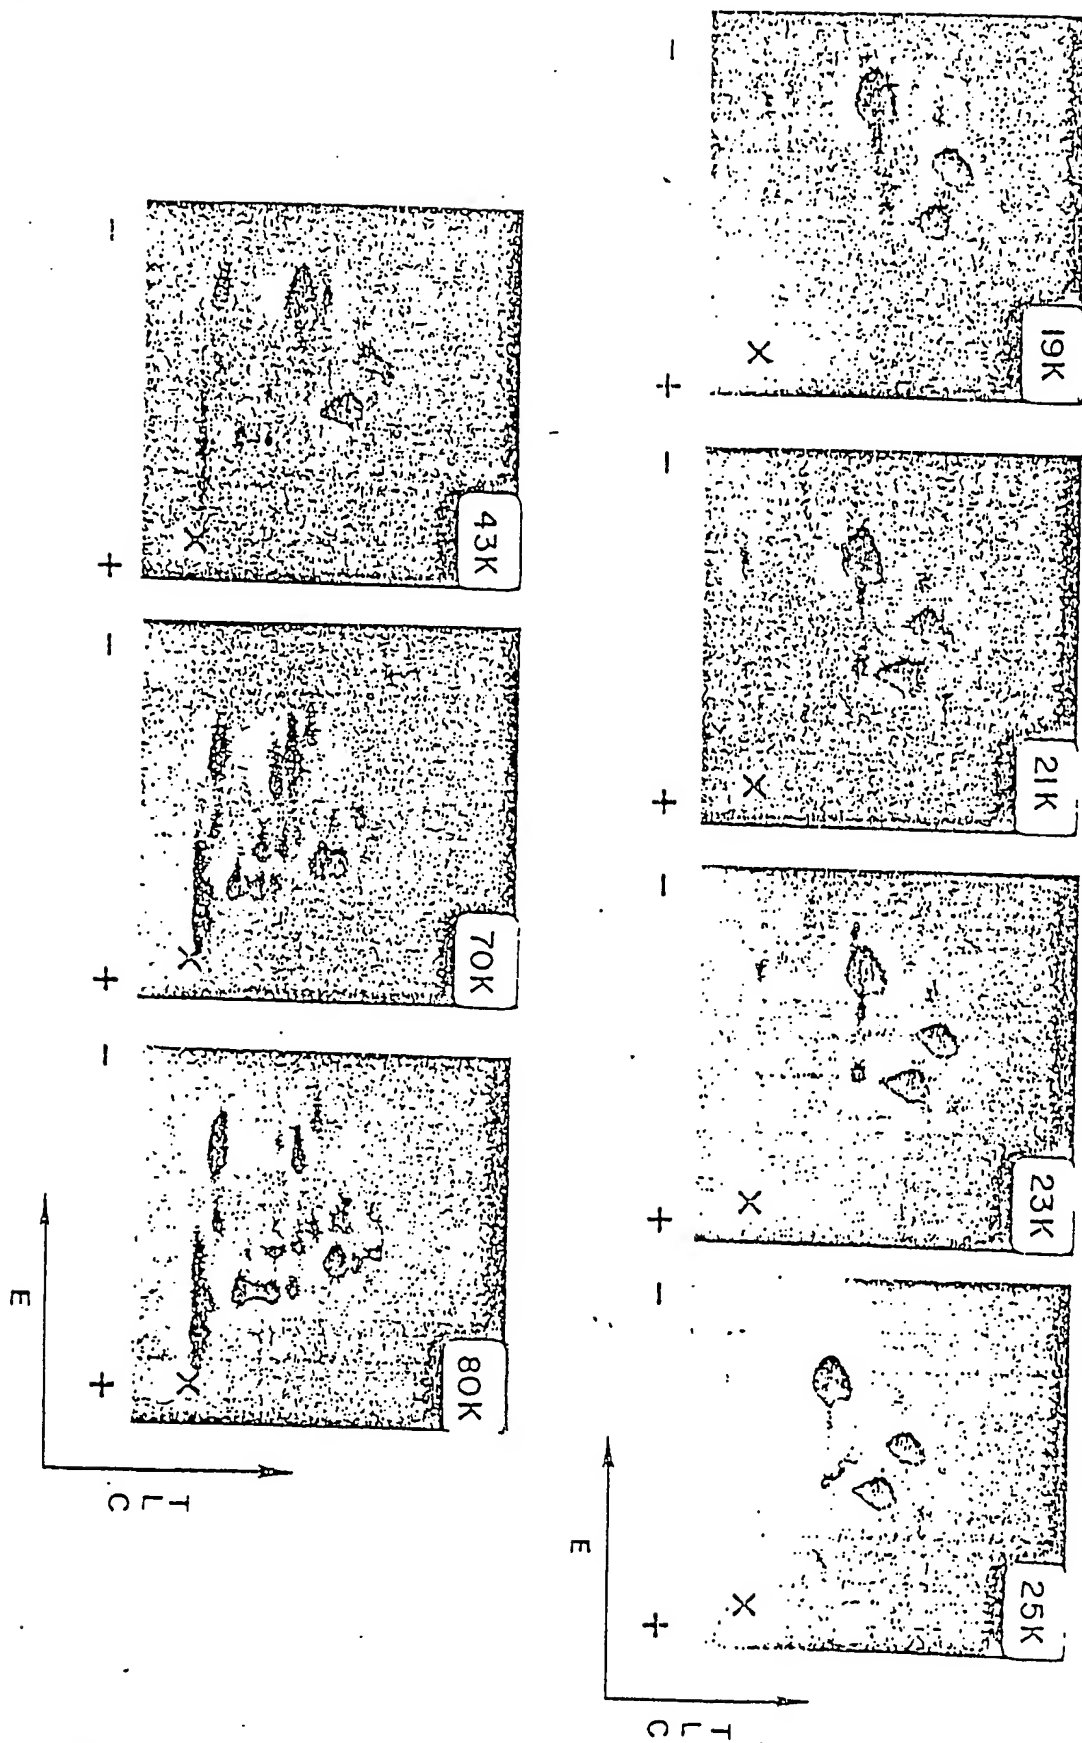 19K
21K
23K
25K
- + - + - + - +
E
TLC
43K
70K
80K
- + - + - +
E
TLC
X
X
X
X
X
X
X